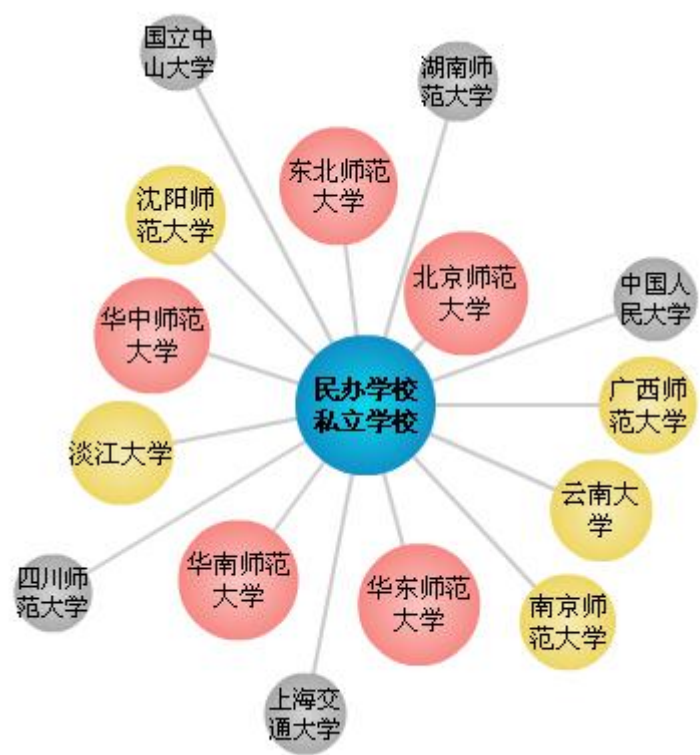 国立中
山大学
湖南师
范大学
东北师范
大学
沈阳师
范大学
北京师范
大学
中国人
民大学
华中师范
大学
民办学校
私立学校
广西师
范大学
淡江大学
云南大
学
四川师
范大学
华南师范
大学
华东师范
大学
南京师
范大学
上海交
通大学